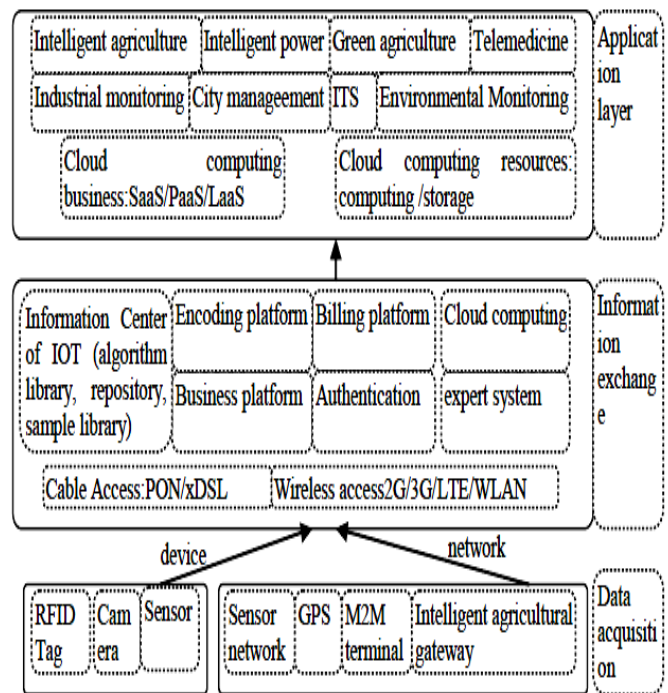 Intelligent agriculture Intelligent power Green agriculture Telemedicine
Industrial monitoring City manageement ITS Environmental Monitoring
Cloud computing
business:SaaS/PaaS/LaaS
Cloud computing resources:
computing /storage
Applicat
ion
layer
Information Center
of IOT (algorithm
library, repository,
sample library)
Encoding platform Billing platform Cloud computing
Business platform Authentication expert system
Cable Access:PON/xDSL Wireless access2G/3G/LTE/WLAN
Informat
ion
exchang
e
device
network
RFID
Tag
Cam
era
Sensor
Sensor
network
GPS
M2M
terminal
Intelligent agricultural
gateway
Data
acquisiti
on